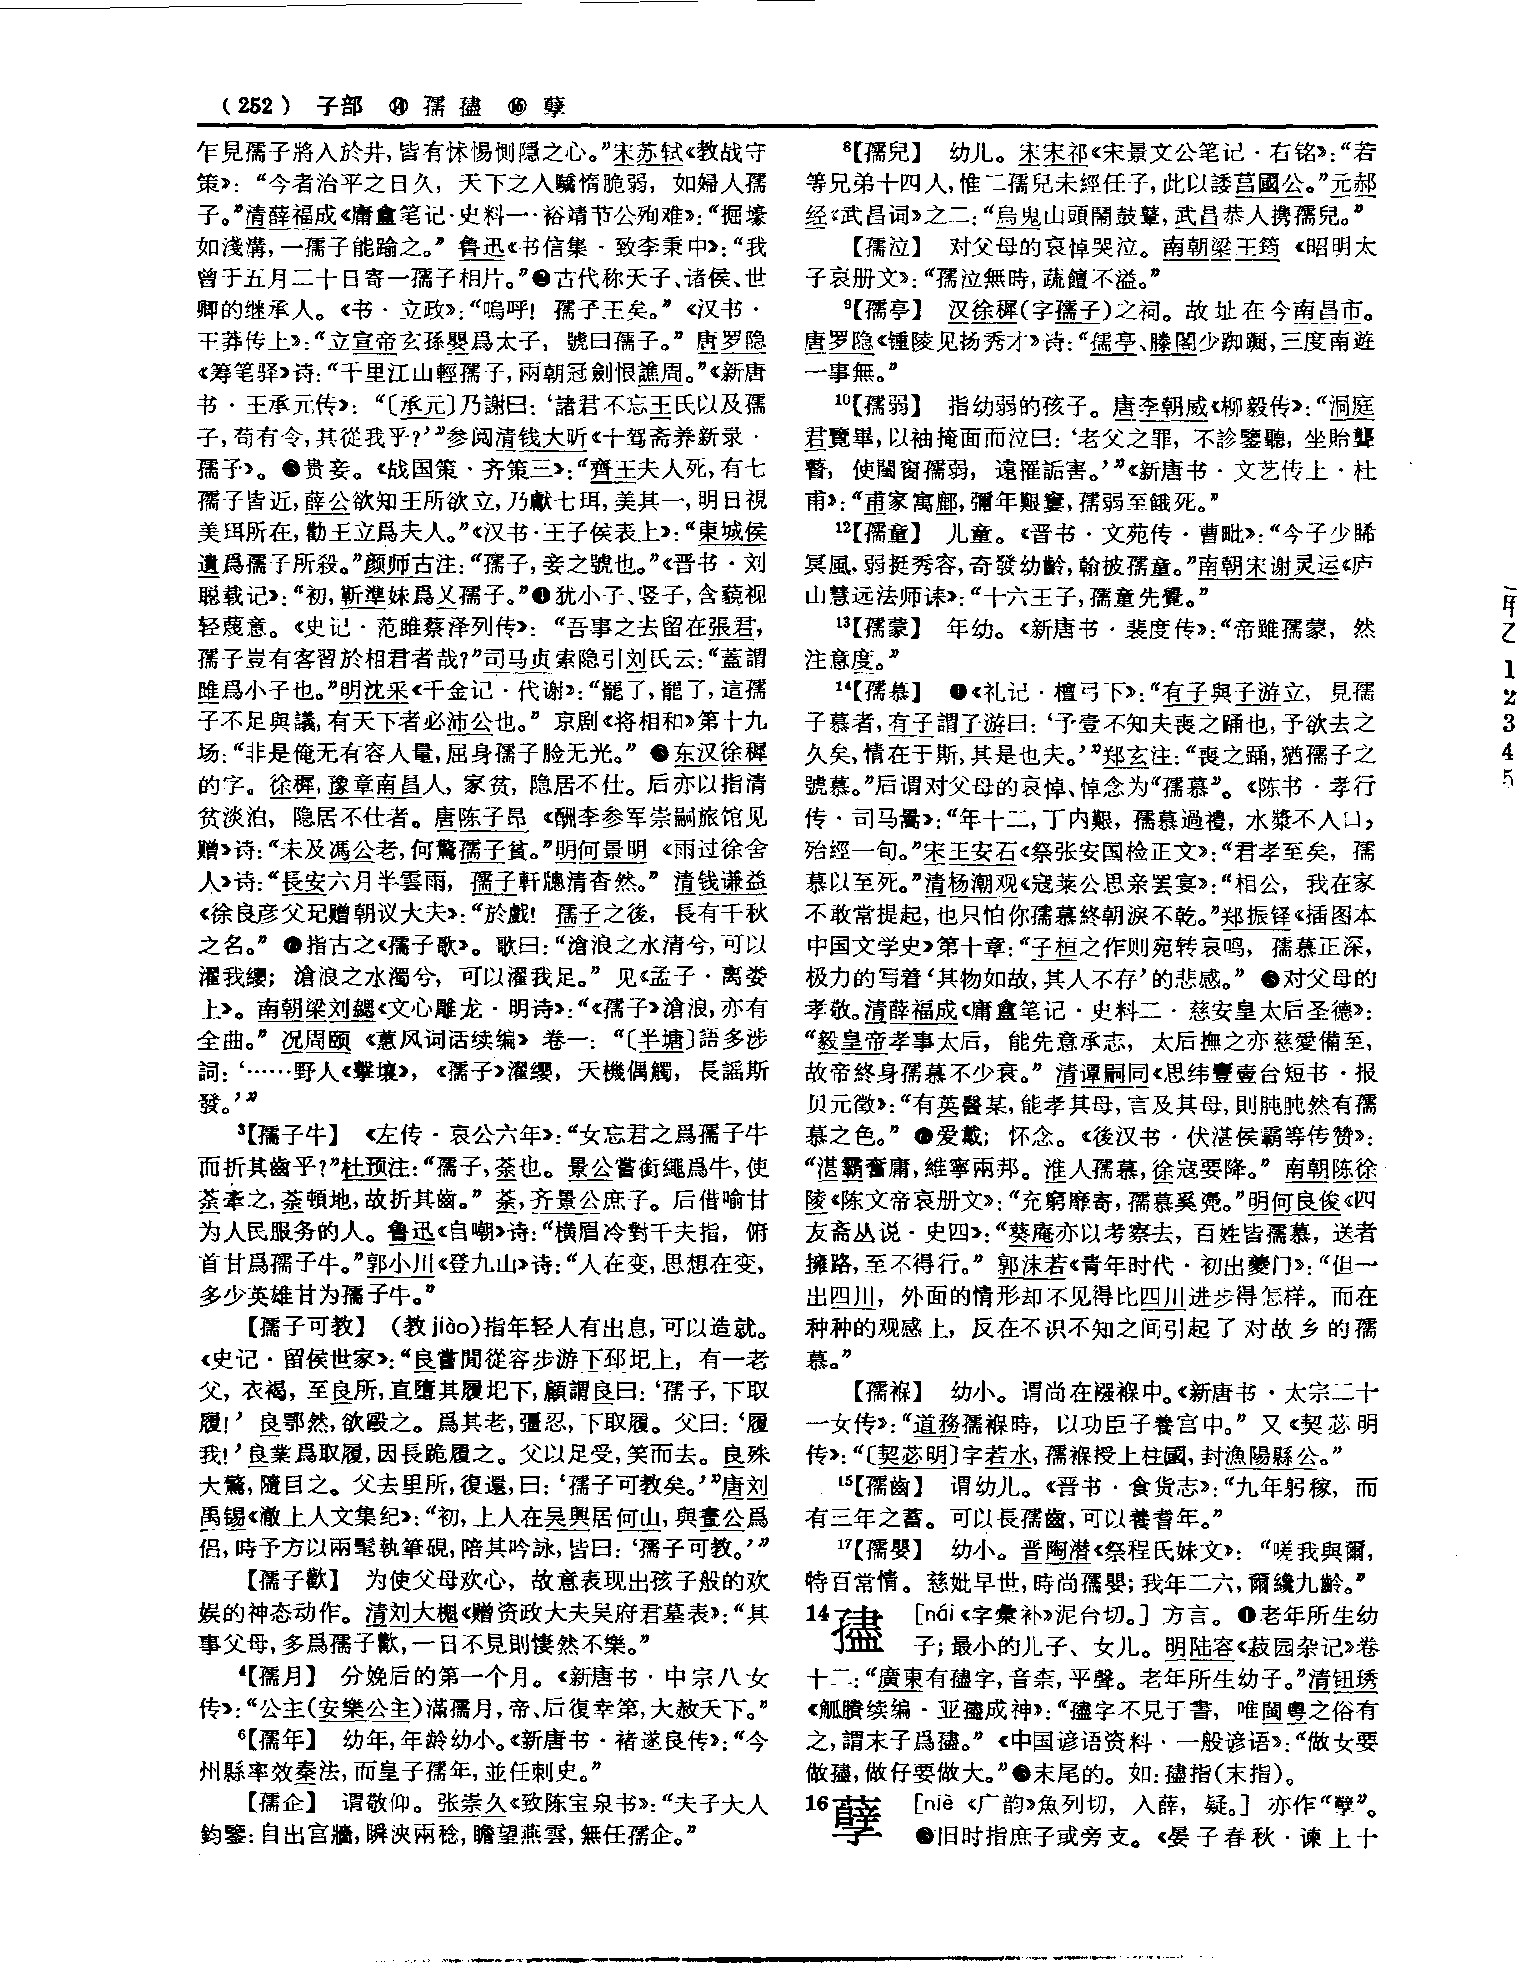 (252) 子部 ⑭ 孺 𡥧 ⑯ 孽
乍見孺子將入於井,皆有怵惕惻隱之心。”宋苏轼《教战守
策》:“今者治平之日久,天下之人驕惰脆弱,如婦人孺
子。”清薛福成《庸盦笔记·史料一·裕靖节公殉难》:“掘壕
如淺溝,一孺子能踰之。”鲁迅《书信集·致李秉中》:“我
曾于五月二十日寄一孺子相片。”❷古代称天子、诸侯、世
卿的继承人。《书·立政》:“嗚呼!孺子王矣。”《汉书·
王莽传上》:“立宣帝玄孫嬰爲太子,號曰孺子。”唐罗隐
《筹笔驿》诗:“千里江山輕孺子,兩朝冠劍恨譙周。”《新唐
书·王承元传》:“〔承元〕乃謝曰:‘諸君不忘王氏以及孺
子,苟有令,其從我乎?’”参阅清钱大昕《十驾斋养新录·
孺子》。❸贵妾。《战国策·齐策三》:“齊王夫人死,有七
孺子皆近,薛公欲知王所欲立,乃獻七珥,美其一,明日視
美珥所在,勸王立爲夫人。”《汉书·王子侯表上》:“東城侯
遺爲孺子所殺。”颜师古注:“孺子,妾之號也。”《晋书·刘
聪载记》:“初,靳準妹爲乂孺子。”❹犹小子、竖子,含藐视
轻蔑意。《史记·范雎蔡泽列传》:“吾事之去留在張君,
孺子豈有客習於相君者哉?”司马贞索隐引刘氏云:“蓋謂
雎爲小子也。”明沈采《千金记·代谢》:“罷了,罷了,這孺
子不足與議,有天下者必沛公也。”京剧《将相和》第十九
场:“非是俺无有容人量,屈身孺子脸无光。”❺东汉徐穉
的字。徐穉,豫章南昌人,家贫,隐居不仕。后亦以指清
贫淡泊,隐居不仕者。唐陈子昂《酬李参军崇嗣旅馆见
赠》诗:“未及馮公老,何驚孺子貧。”明何景明《雨过徐舍
人》诗:“長安六月半雲雨,孺子軒牕清杳然。”清钱谦益
《徐良彦父玘赠朝议大夫》:“於戲!孺子之後,長有千秋
之名。”❻指古之《孺子歌》。歌曰:“滄浪之水清兮,可以
濯我纓;滄浪之水濁兮,可以濯我足。”见《孟子·离娄
上》。南朝梁刘勰《文心雕龙·明诗》:“《孺子》滄浪,亦有
全曲。”况周颐《蕙风词话续编》卷一:“〔半塘〕語多涉
詞:‘……野人《擊壤》,《孺子》濯纓,天機偶觸,長謡斯
發。’”
³【孺子牛】 《左传·哀公六年》:“女忘君之爲孺子牛
而折其齒乎?”杜预注:“孺子,荼也。景公嘗銜繩爲牛,使
荼牽之,荼頓地,故折其齒。”荼,齐景公庶子。后借喻甘
为人民服务的人。鲁迅《自嘲》诗:“横眉冷對千夫指,俯
首甘爲孺子牛。”郭小川《登九山》诗:“人在变,思想在变,
多少英雄甘为孺子牛。”
【孺子可教】 (教jiào)指年轻人有出息,可以造就。
《史记·留侯世家》:“良嘗閒從容步游下邳圯上,有一老
父,衣褐,至良所,直墮其履圯下,顧謂良曰:‘孺子,下取
履!’良鄂然,欲毆之。爲其老,彊忍,下取履。父曰:‘履
我!’良業爲取履,因長跪履之。父以足受,笑而去。良殊
大驚,隨目之。父去里所,復還,曰:‘孺子可教矣。’”唐刘
禹锡《澈上人文集纪》:“初,上人在吴興居何山,與晝公爲
侣,時予方以兩髦執筆硯,陪其吟詠,皆曰:‘孺子可教。’”
【孺子歡】 为使父母欢心,故意表现出孩子般的欢
娱的神态动作。清刘大櫆《赠资政大夫吴府君墓表》:“其
事父母,多爲孺子歡,一日不見則悽然不樂。”
⁴【孺月】 分娩后的第一个月。《新唐书·中宗八女
传》:“公主(安樂公主)滿孺月,帝、后復幸第,大赦天下。”
⁶【孺年】 幼年,年龄幼小。《新唐书·褚遂良传》:“今
州縣率效秦法,而皇子孺年,並任刺史。”
【孺企】 谓敬仰。张崇久《致陈宝泉书》:“夫子大人
鈞鑒:自出宫牆,瞬浹兩稔,瞻望燕雲,無任孺企。”
⁸【孺兒】 幼儿。宋宋祁《宋景文公笔记·右铭》:“若
等兄弟十四人,惟二孺兒未經任子,此以諉莒國公。”元郝
经《武昌词》之二:“烏鬼山頭鬧鼓鼙,武昌恭人携孺兒。”
【孺泣】 对父母的哀悼哭泣。南朝梁王筠《昭明太
子哀册文》:“孺泣無時,蔬饘不溢。”
⁹【孺亭】 汉徐穉(字孺子)之祠。故址在今南昌市。
唐罗隐《锺陵见扬秀才》诗:“孺亭、滕閣少踟躕,三度南遊
一事無。”
¹⁰【孺弱】 指幼弱的孩子。唐李朝威《柳毅传》:“洞庭
君覽畢,以袖掩面而泣曰:‘老父之罪,不診鑒聽,坐貽聾
瞽,使閨窗孺弱,遠罹詬害。’”《新唐书·文艺传上·杜
甫》:“甫家寓鄜,彌年艱窶,孺弱至餓死。”
¹²【孺童】 儿童。《晋书·文苑传·曹毗》:“今子少晞
冥風,弱挺秀容,奇發幼齡,翰披孺童。”南朝宋谢灵运《庐
山慧远法师诔》:“十六王子,孺童先覺。”
¹³【孺蒙】 年幼。《新唐书·裴度传》:“帝雖孺蒙,然
注意度。”
¹⁴【孺慕】 ❶《礼记·檀弓下》:“有子與子游立,見孺
子慕者,有子謂子游曰:‘予壹不知夫喪之踊也,予欲去之
久矣,情在于斯,其是也夫。’”郑玄注:“喪之踊,猶孺子之
號慕。”后谓对父母的哀悼、悼念为“孺慕”。《陈书·孝行
传·司马暠》:“年十二,丁内艱,孺慕過禮,水漿不入口,
殆經一旬。”宋王安石《祭张安国检正文》:“君孝至矣,孺
慕以至死。”清杨潮观《寇莱公思亲罢宴》:“相公,我在家
不敢常提起,也只怕你孺慕終朝淚不乾。”郑振铎《插图本
中国文学史》第十章:“子桓之作则宛转哀鸣,孺慕正深,
极力的写着‘其物如故,其人不存’的悲感。”❷对父母的
孝敬。清薛福成《庸盦笔记·史料二·慈安皇太后圣德》:
“毅皇帝孝事太后,能先意承志,太后撫之亦慈愛備至,
故帝終身孺慕不少衰。”清谭嗣同《思纬壹壹台短书·报
贝元徵》:“有英醫某,能孝其母,言及其母,則肫肫然有孺
慕之色。”❸爱戴;怀念。《後汉书·伏湛侯霸等传赞》:
“湛霸奮庸,維寧兩邦。淮人孺慕,徐寇要降。”南朝陈徐
陵《陈文帝哀册文》:“充窮靡寄,孺慕奚凭。”明何良俊《四
友斋丛说·史四》:“葵庵亦以考察去,百姓皆孺慕,送者
擁路,至不得行。”郭沫若《青年时代·初出夔门》:“但一
出四川,外面的情形却不见得比四川进步得怎样。而在
种种的观感上,反在不识不知之间引起了对故乡的孺
慕。”
【孺褓】 幼小。谓尚在襁褓中。《新唐书·太宗二十
一女传》:“道務孺褓時,以功臣子養宫中。”又《契苾明
传》:“〔契苾明〕字若水,孺褓授上柱國,封漁陽縣公。”
¹⁵【孺齒】 谓幼儿。《晋书·食货志》:“九年躬稼,而
有三年之蓄。可以長孺齒,可以養耆年。”
¹⁷【孺嬰】 幼小。晋陶潜《祭程氏妹文》:“嗟我與爾,
特百常情。慈妣早世,時尚孺嬰;我年二六,爾纔九齡。”
14𡥧 [nái《字彙补》泥台切。]方言。❶老年所生幼
子;最小的儿子、女儿。明陆容《菽园杂记》卷
十二:“廣東有𡥧字,音柰,平聲。老年所生幼子。”清钮琇
《觚賸续编·亚𡥧成神》:“𡥧字不見于書,唯閩粤之俗有
之,謂末子爲𡥧。”《中国谚语资料·一般谚语》:“做女要
做𡥧,做仔要做大。”❷末尾的。如:𡥧指(末指)。
16孽 [niè《广韵》魚列切,入薛,疑。]亦作“孼”。
❶旧时指庶子或旁支。《晏子春秋·谏上十
乙
1
2
3
4
5